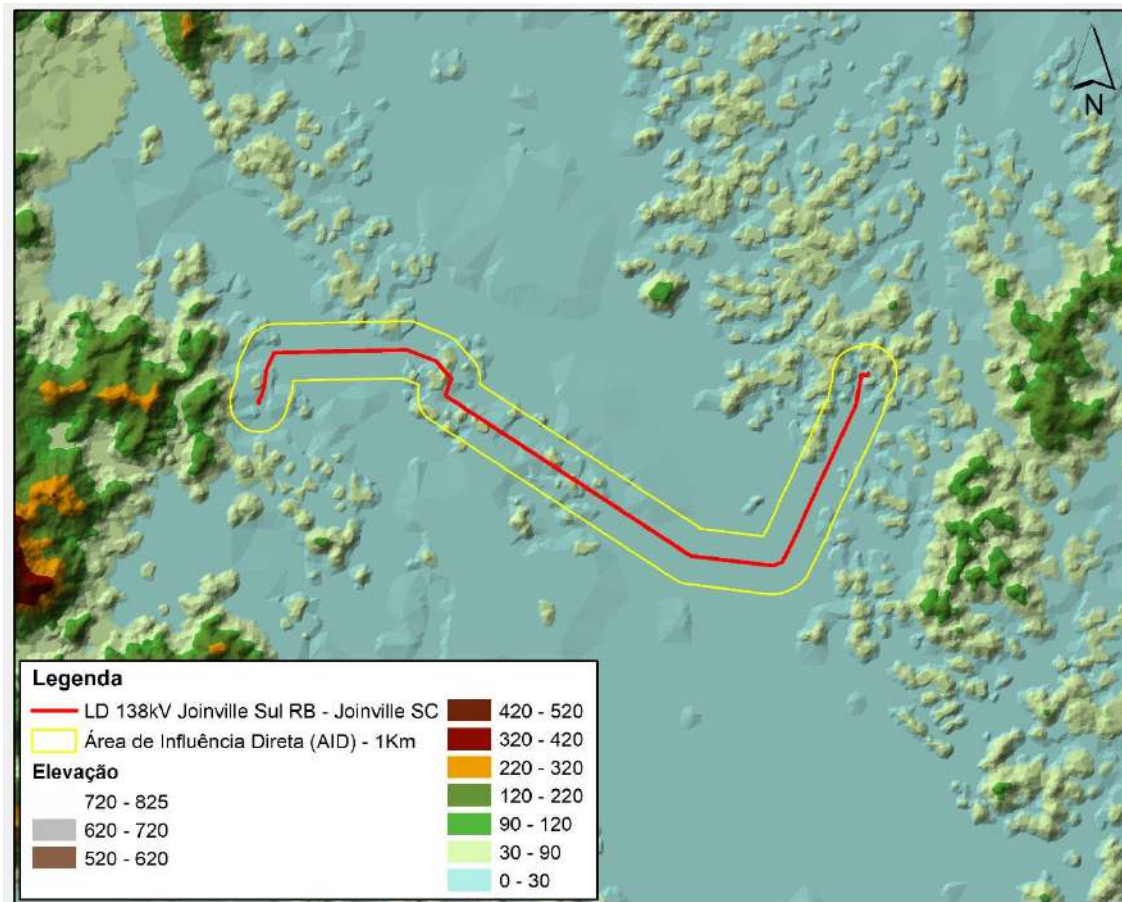 N
Legenda
LD 138kV Joinville Sul RB - Joinville SC
Área de Influência Direta (AID) - 1Km
Elevação
720 - 825
620 - 720
520 - 620
420 - 520
320 - 420
220 - 320
120 - 220
90 - 120
30 - 90
0 - 30